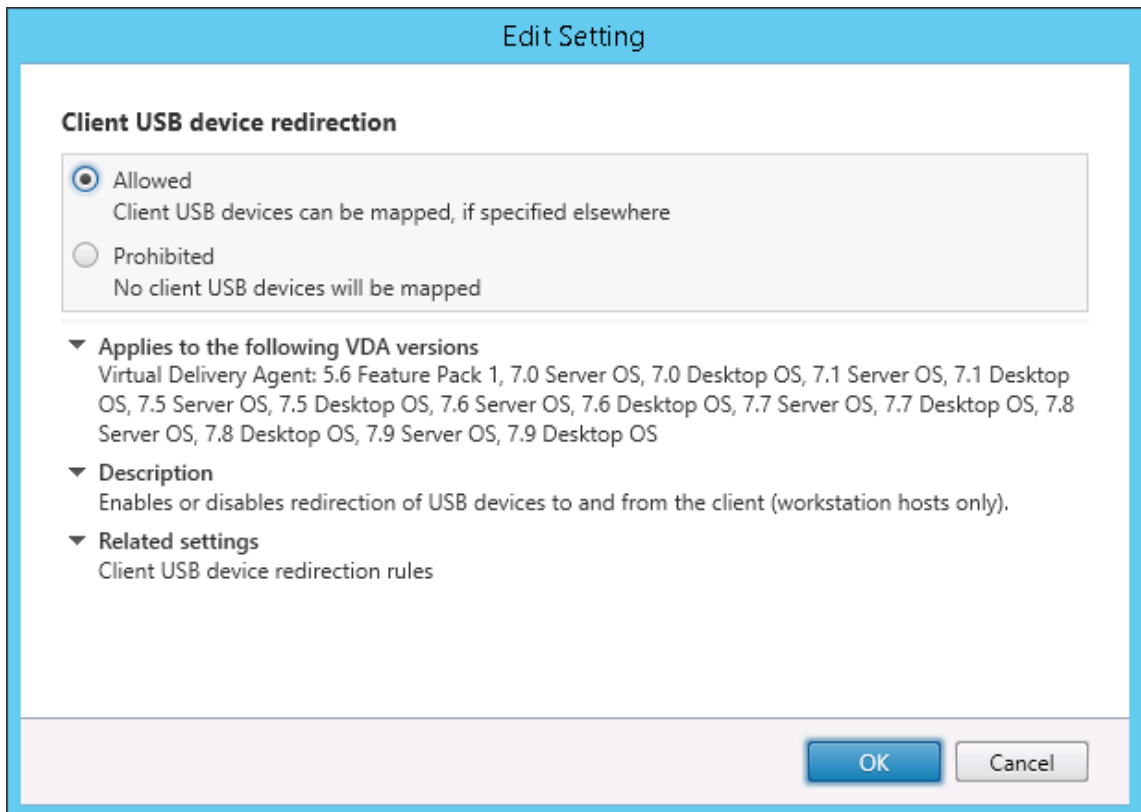 Edit Setting
Client USB device redirection
Allowed
Client USB devices can be mapped, if specified elsewhere
Prohibited
No client USB devices will be mapped
Applies to the following VDA versions
Virtual Delivery Agent: 5.6 Feature Pack 1, 7.0 Server OS, 7.0 Desktop OS, 7.1 Server OS, 7.1 Desktop
OS, 7.5 Server OS, 7.5 Desktop OS, 7.6 Server OS, 7.6 Desktop OS, 7.7 Server OS, 7.7 Desktop OS, 7.8
Server OS, 7.8 Desktop OS, 7.9 Server OS, 7.9 Desktop OS
Description
Enables or disables redirection of USB devices to and from the client (workstation hosts only).
Related settings
Client USB device redirection rules
OK
Cancel